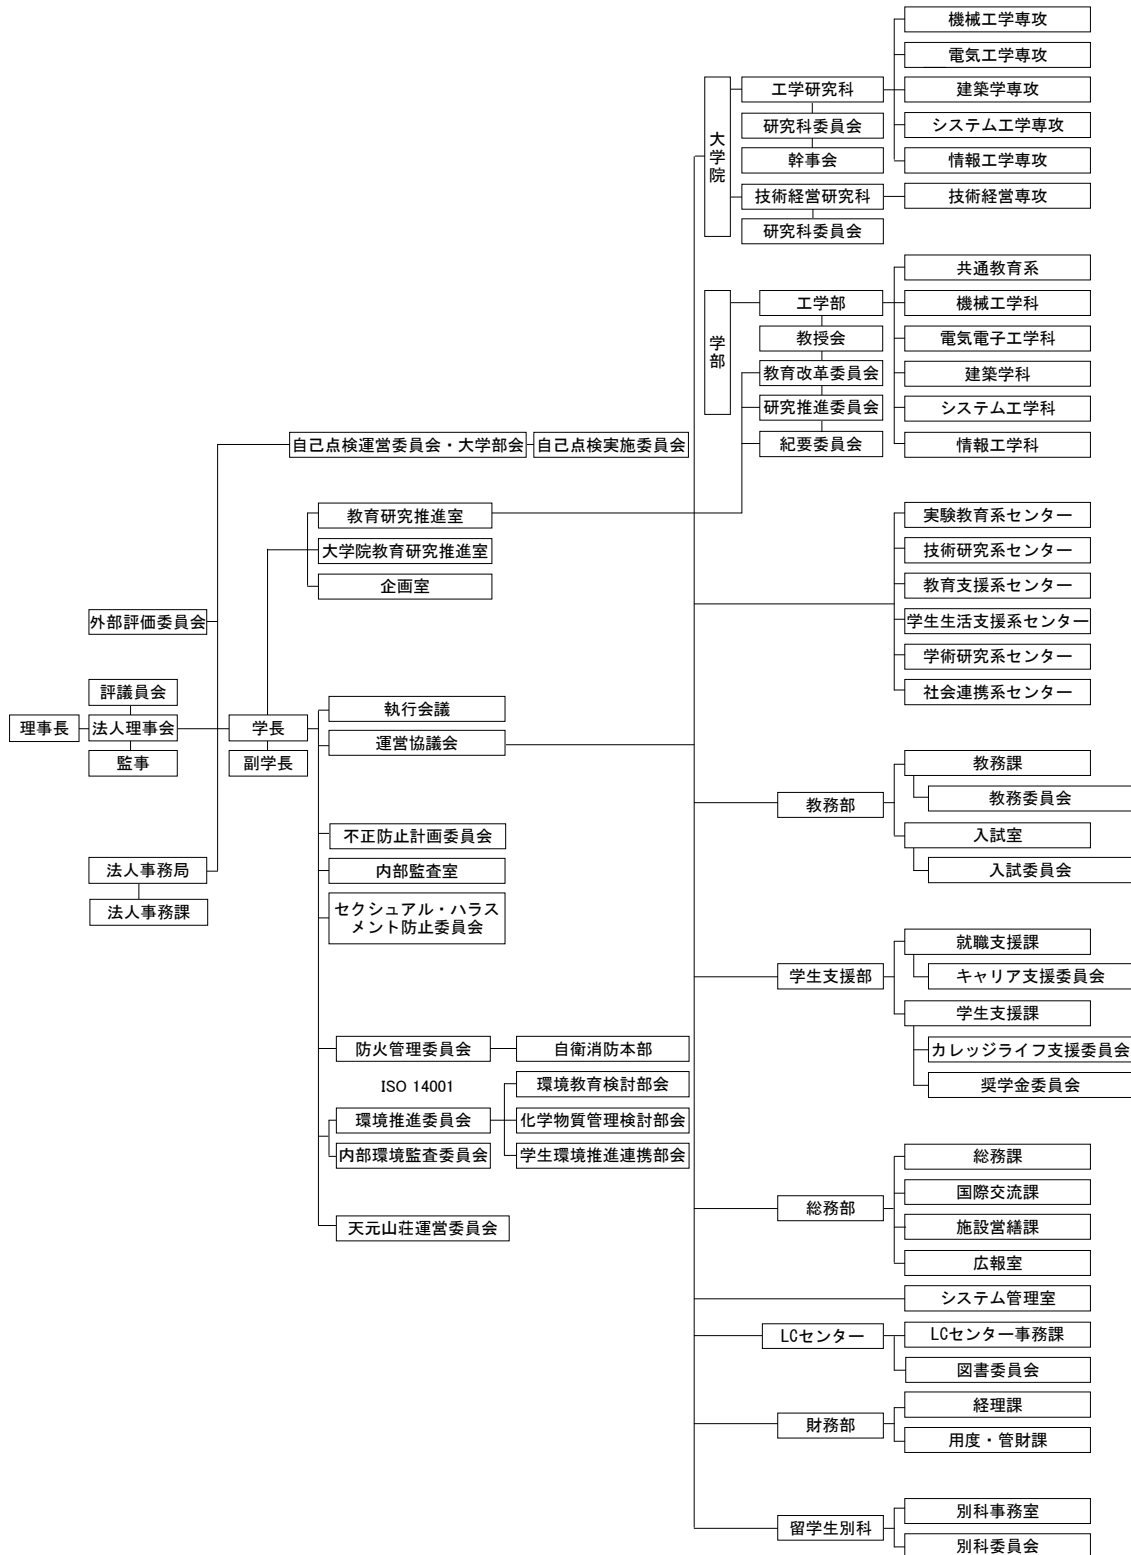 機械工学専攻
電気工学専攻
大学院
工学研究科
建築学専攻
研究科委員会
システム工学専攻
幹事会
情報工学専攻
技術経営研究科
技術経営専攻
研究科委員会
共通教育系
学部
工学部
機械工学科
教授会
電気電子工学科
教育改革委員会
建築学科
研究推進委員会
システム工学科
自己点検運営委員会・大学部会
自己点検実施委員会
紀要委員会
情報工学科
教育研究推進室
実験教育系センター
大学院教育研究推進室
技術研究系センター
企画室
教育支援系センター
外部評価委員会
学生生活支援系センター
学術研究系センター
評議員会
社会連携系センター
理事長
法人理事会
学長
執行会議
運営協議会
監事
副学長
教務課
教務部
教務委員会
不正防止計画委員会
入試室
法人事務局
内部監査室
入試委員会
法人事務課
セクシュアル・ハラス
メント防止委員会
就職支援課
学生支援部
キャリア支援委員会
学生支援課
防火管理委員会
自衛消防本部
カレッジライフ支援委員会
ISO 14001
環境教育検討部会
奨学金委員会
環境推進委員会
化学物質管理検討部会
内部環境監査委員会
学生環境推進連携部会
総務課
国際交流課
総務部
天元山荘運営委員会
施設営繕課
広報室
システム管理室
LCセンター
LCセンター事務課
図書委員会
経理課
財務部
用度・管財課
別科事務室
留学生別科
別科委員会